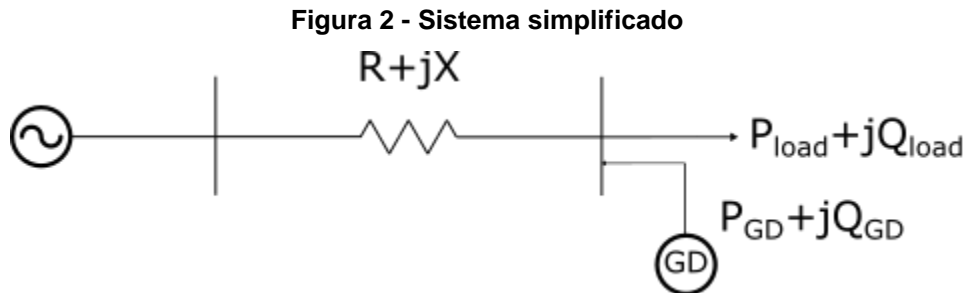 Figura 2 - Sistema simplificado
R+jX
P_load+jQ_load
P_GD+jQ_GD
GD